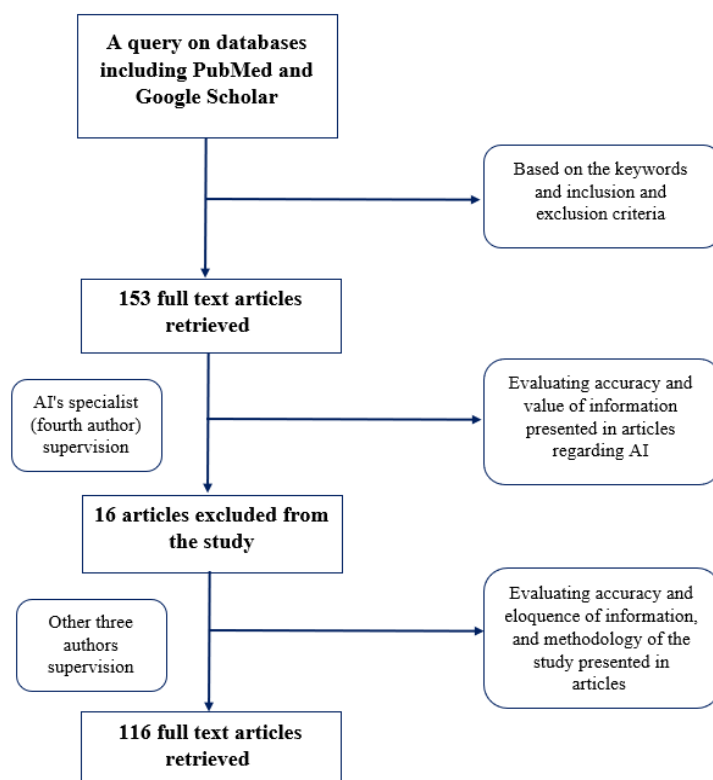 A query on databases
including PubMed and
Google Scholar
Based on the keywords
and inclusion and
exclusion criteria
153 full text articles
retrieved
AI's specialist
(fourth author)
supervision
Evaluating accuracy and
value of information
presented in articles
regarding AI
16 articles excluded from
the study
Other three
authors
supervision
Evaluating accuracy and
eloquence of information,
and methodology of the
study presented in
articles
116 full text articles
retrieved